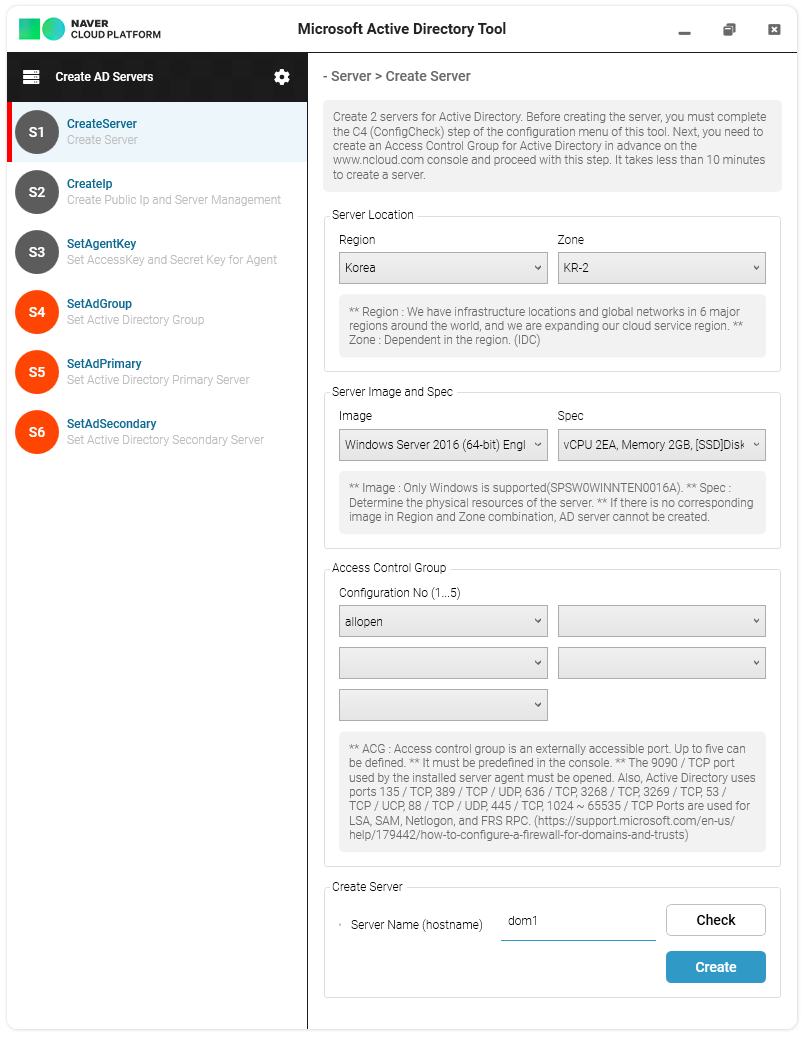 NAVER
CLOUD PLATFORM
Microsoft Active Directory Tool
Create AD Servers
S1
CreateServer
Create Server
S2
CreateIp
Create Public Ip and Server Management
S3
SetAgentKey
Set AccessKey and Secret Key for Agent
S4
SetAdGroup
Set Active Directory Group
S5
SetAdPrimary
Set Active Directory Primary Server
S6
SetAdSecondary
Set Active Directory Secondary Server
- Server > Create Server
Create 2 servers for Active Directory. Before creating the server, you must complete
the C4 (ConfigCheck) step of the configuration menu of this tool. Next, you need to
create an Access Control Group for Active Directory in advance on the
www.ncloud.com console and proceed with this step. It takes less than 10 minutes
to create a server.
Server Location
Region
Zone
Korea
KR-2
** Region : We have infrastructure locations and global networks in 6 major
regions around the world, and we are expanding our cloud service region. **
Zone : Dependent in the region. (IDC)
Server Image and Spec
Image
Spec
Windows Server 2016 (64-bit) Engl
vCPU 2EA, Memory 2GB, [SSD]Disk
** Image : Only Windows is supported(SPSW0WINNTEN0016A). ** Spec :
Determine the physical resources of the server. ** If there is no corresponding
image in Region and Zone combination, AD server cannot be created.
Access Control Group
Configuration No (1...5)
allopen
** ACG : Access control group is an externally accessible port. Up to five can
be defined. ** It must be predefined in the console. ** The 9090 / TCP port
used by the installed server agent must be opened. Also, Active Directory uses
ports 135 / TCP, 389 / TCP / UDP, 636 / TCP, 3268 / TCP, 3269 / TCP, 53 /
TCP / UCP, 88 / TCP / UDP, 445 / TCP, 1024 ~ 65535 / TCP Ports are used for
LSA, SAM, Netlogon, and FRS RPC. (https://support.microsoft.com/en-us/
help/179442/how-to-configure-a-firewall-for-domains-and-trusts)
Create Server
· Server Name (hostname)
dom1
Check
Create